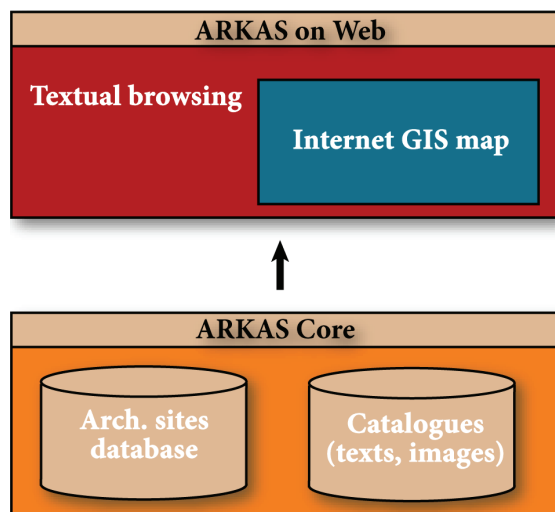 ARKAS on Web
Textual browsing
Internet GIS map
ARKAS Core
Arch. sites
database
Catalogues
(texts, images)